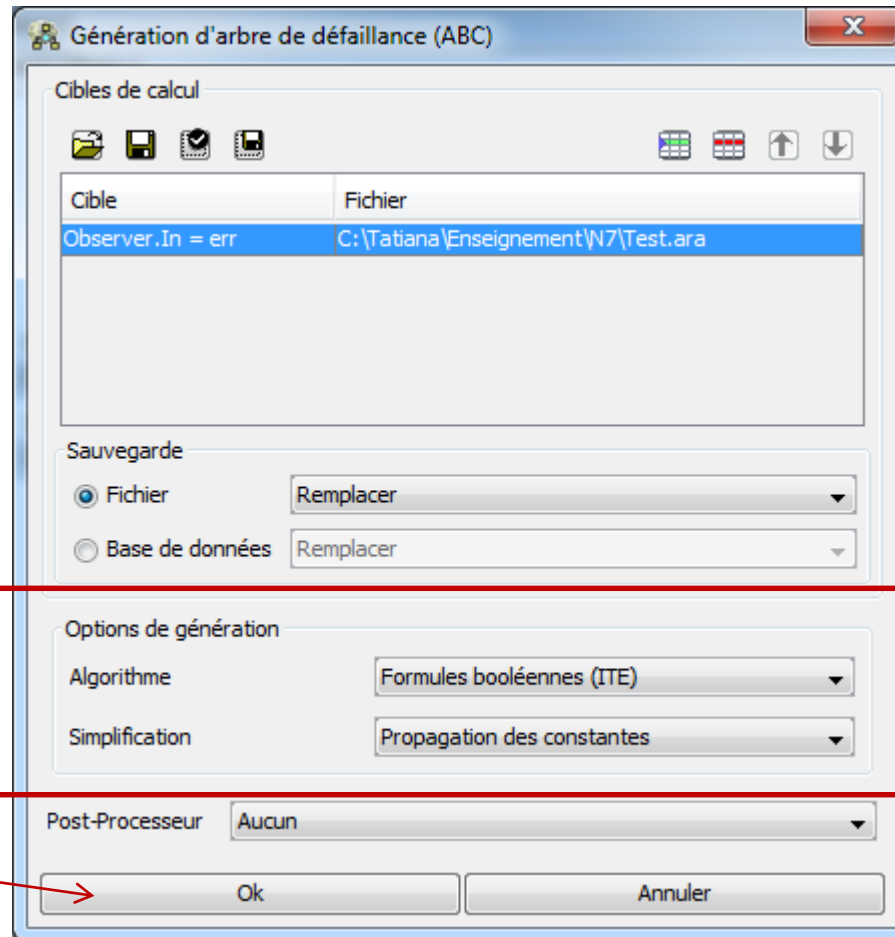 Génération d'arbre de défaillance (ABC)
Cibles de calcul
Cible Fichier
Observer.In = err C:\Tatiana\Enseignement\N7\Test.ara
Sauvegarde
Fichier Remplacer
Base de données Remplacer
Options de génération
Algorithme Formules booléennes (ITE)
Simplification Propagation des constantes
Post-Processeur Aucun
Ok Annuler